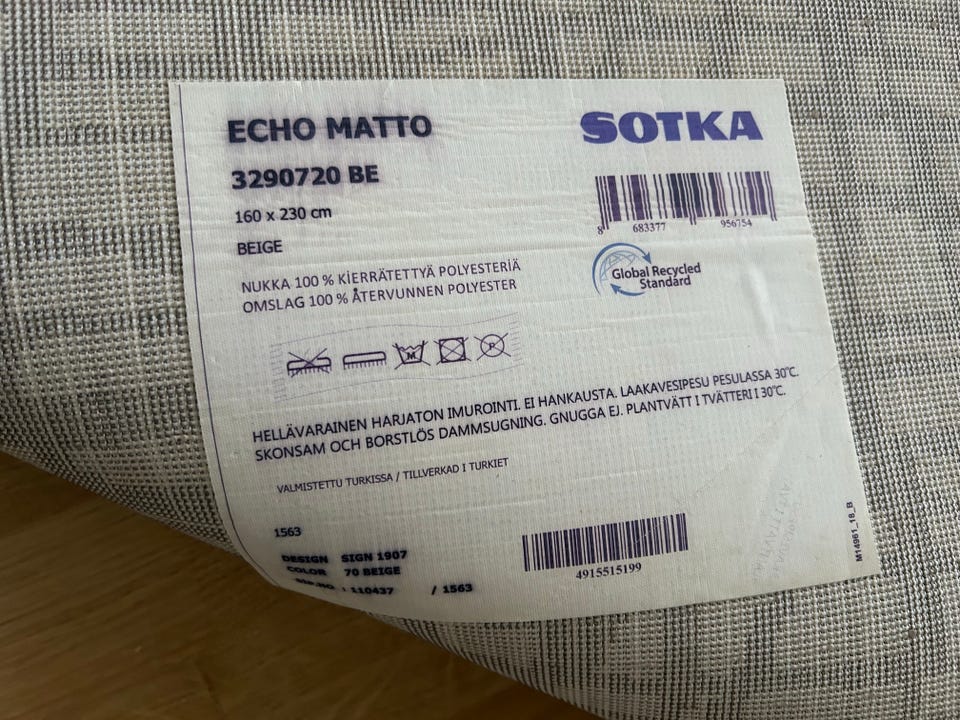 ECHO MATTO
SOTKA
3290720 BE
160 x 230 cm
BEIGE
8 683377 956754
Global Recycled
Standard
NUKKA 100 % KIERRÄTETTYÄ POLYESTERIÄ
OMSLAG 100 % ÅTERVUNNEN POLYESTER
M
P
HELLÄVARAINEN HARJATON IMUROINTI. EI HANKAUSTA. LAAKAVESIPESU PESULASSA 30°C.
SKONSAM OCH BORSTLÖS DAMMSUGNING. GNUGGA EJ. PLANTVÄTT I TVÄTTERI I 30°C.
VALMISTETTU TURKISSA / TILLVERKAD I TURKIET
1563
DESIGN SIGN 1907
COLOR 70 BEIGE
: 110437 / 1563
4915515199
M14961_18_B